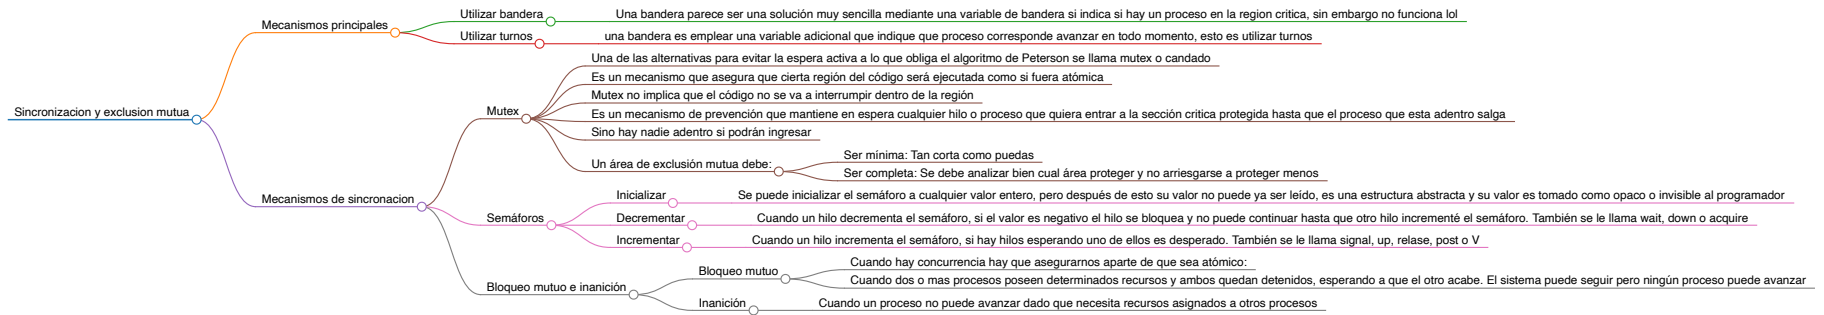 Sincronizacion y exclusion mutua
Mecanismos principales
Utilizar bandera
Una bandera parece ser una solución muy sencilla mediante una variable de bandera si indica si hay un proceso en la region critica, sin embargo no funciona lol
Utilizar turnos
una bandera es emplear una variable adicional que indique que proceso corresponde avanzar en todo momento, esto es utilizar turnos
Mecanismos de sincronacion
Mutex
Una de las alternativas para evitar la espera activa a lo que obliga el algoritmo de Peterson se llama mutex o candado
Es un mecanismo que asegura que cierta región del código será ejecutada como si fuera atómica
Mutex no implica que el código no se va a interrumpir dentro de la región
Es un mecanismo de prevención que mantiene en espera cualquier hilo o proceso que quiera entrar a la sección critica protegida hasta que el proceso que esta adentro salga
Sino hay nadie adentro si podrán ingresar
Un área de exclusión mutua debe:
Ser mínima: Tan corta como puedas
Ser completa: Se debe analizar bien cual área proteger y no arriesgarse a proteger menos
Semáforos
Inicializar
Se puede inicializar el semáforo a cualquier valor entero, pero después de esto su valor no puede ya ser leído, es una estructura abstracta y su valor es tomado como opaco o invisible al programador
Decrementar
Cuando un hilo decrementa el semáforo, si el valor es negativo el hilo se bloquea y no puede continuar hasta que otro hilo incrementé el semáforo. También se le llama wait, down o acquire
Incrementar
Cuando un hilo incrementa el semáforo, si hay hilos esperando uno de ellos es desperado. También se le llama signal, up, relase, post o V
Bloqueo mutuo e inanición
Bloqueo mutuo
Cuando hay concurrencia hay que asegurarnos aparte de que sea atómico:
Cuando dos o mas procesos poseen determinados recursos y ambos quedan detenidos, esperando a que el otro acabe. El sistema puede seguir pero ningún proceso puede avanzar
Inanición
Cuando un proceso no puede avanzar dado que necesita recursos asignados a otros procesos